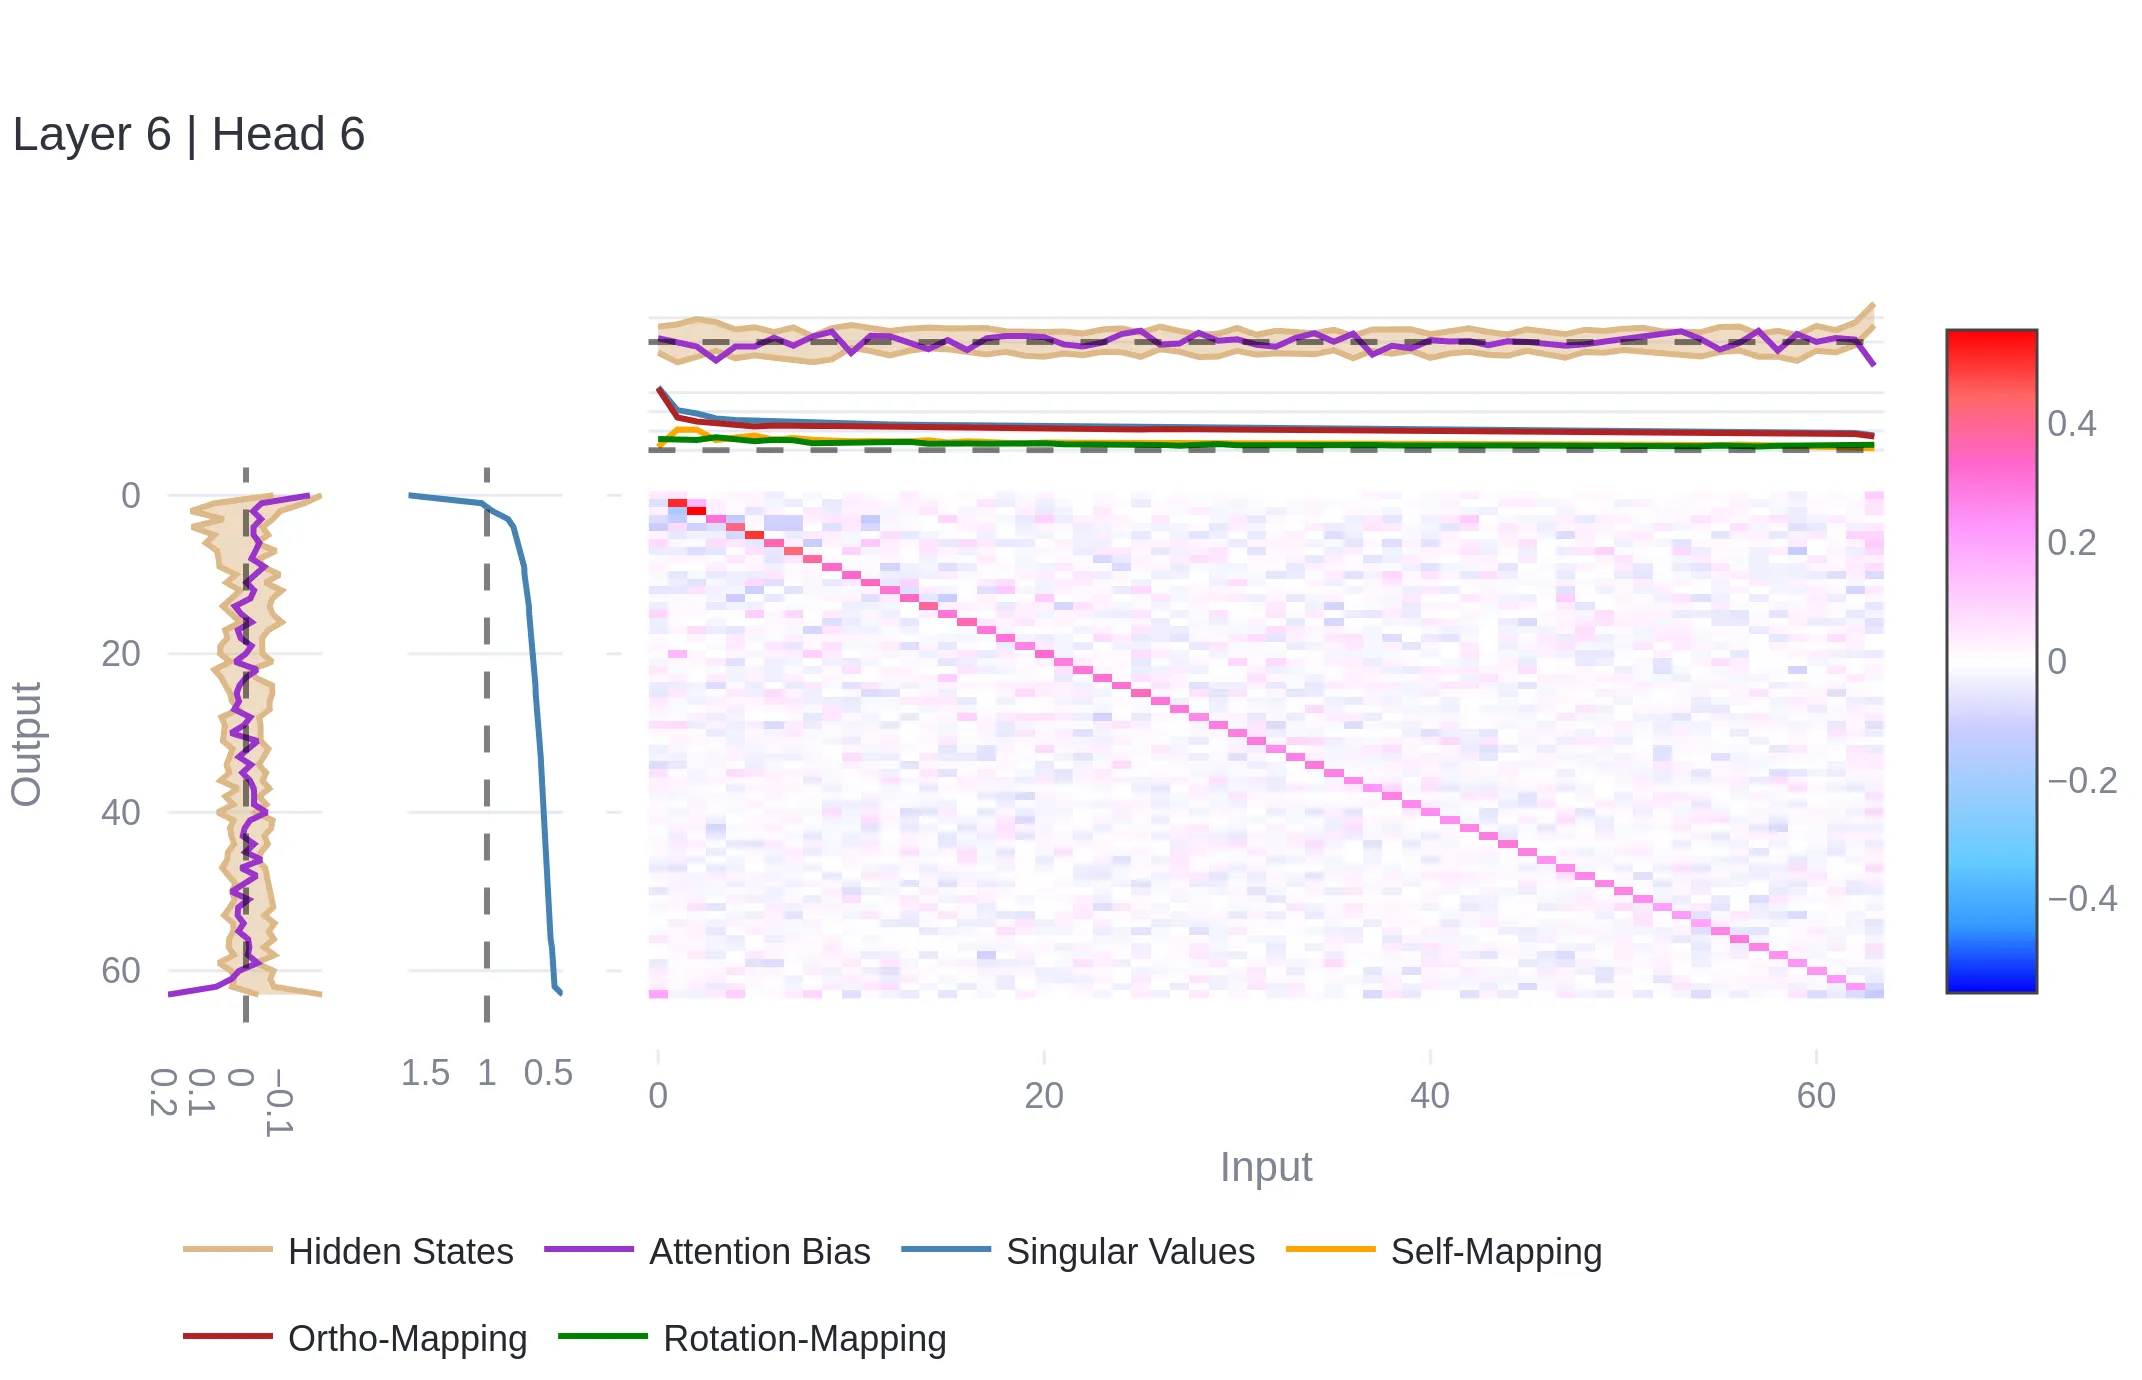 Layer 6 | Head 6
0.4
0.2
0
−0.2
−0.4
0
20
40
60
Output
0.2
0.1
0
−0.1
1.5
1
0.5
0
20
40
60
Input
Hidden States
Attention Bias
Singular Values
Self-Mapping
Ortho-Mapping
Rotation-Mapping